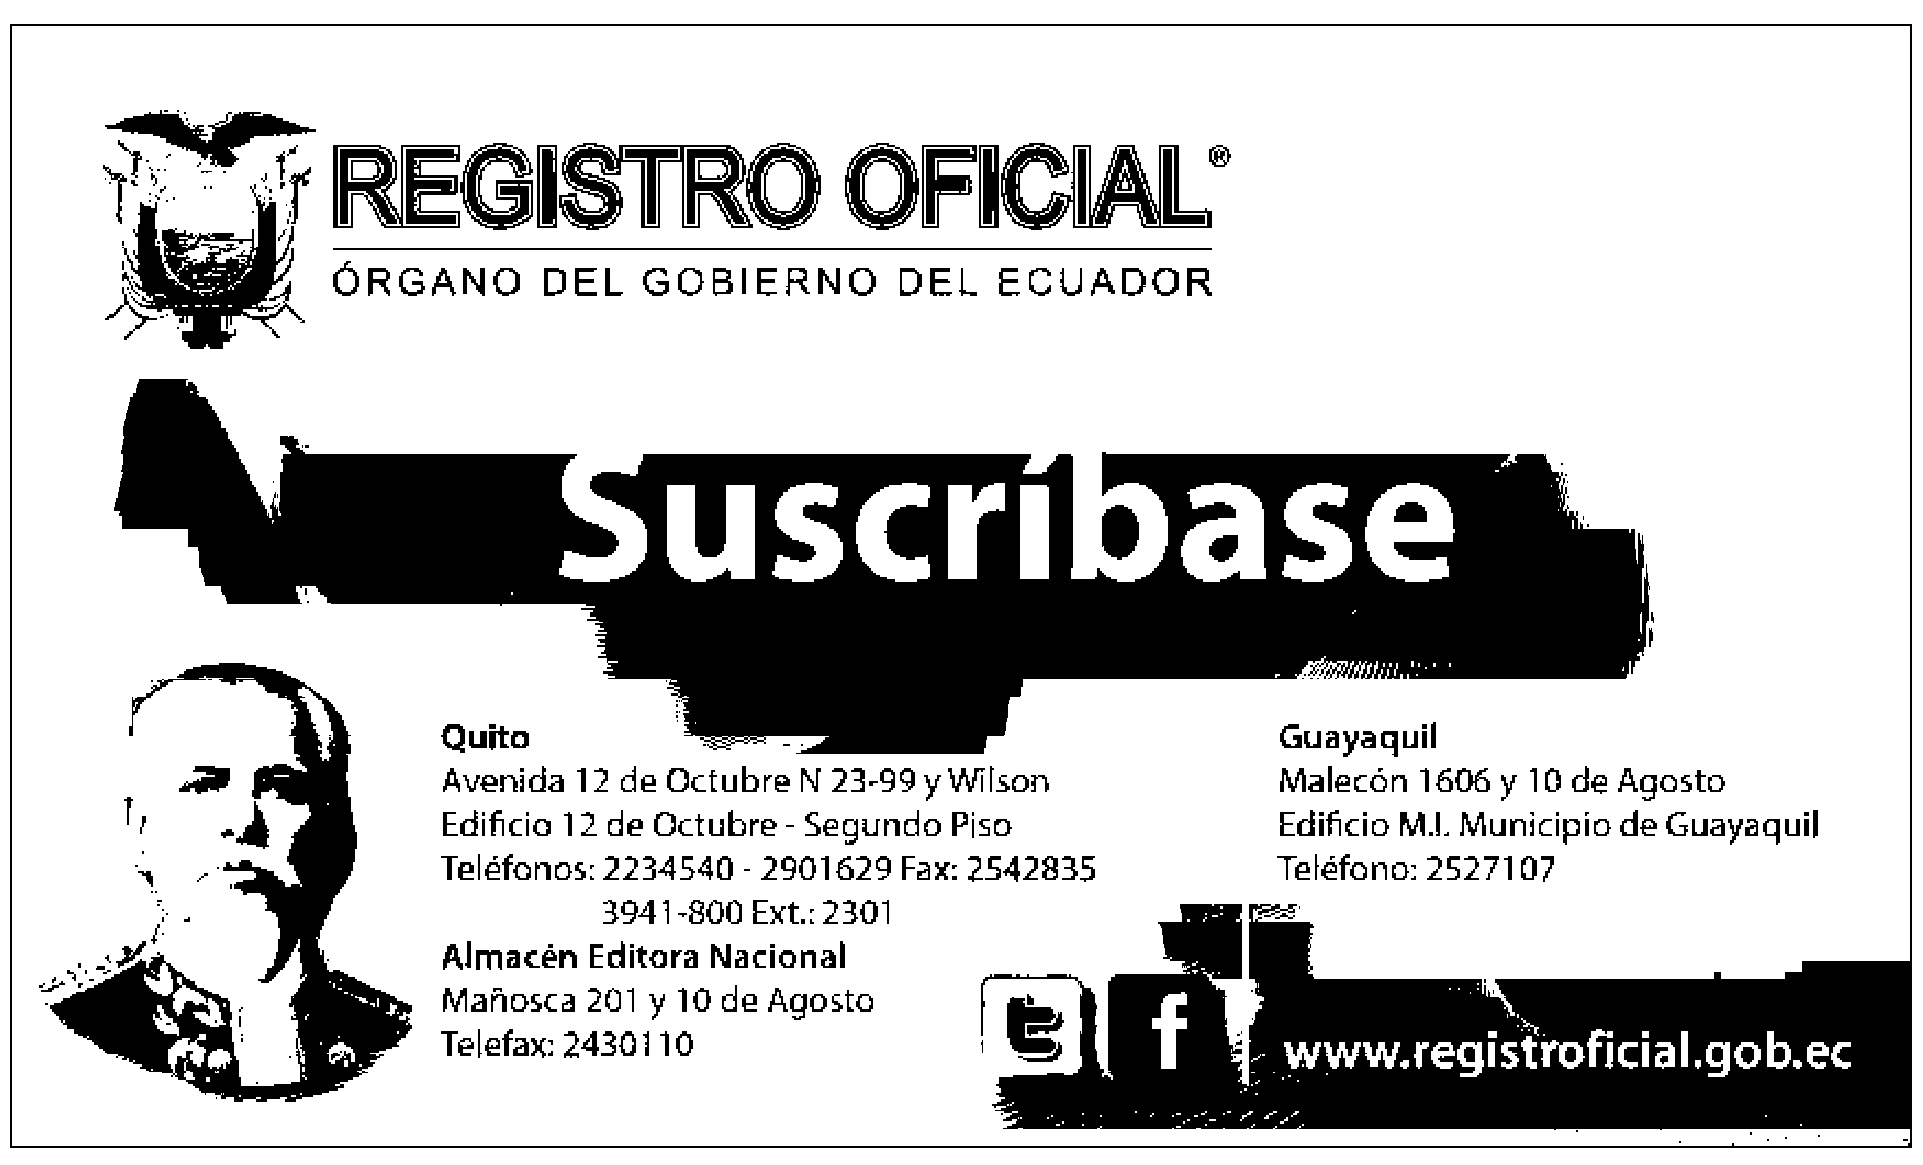 REGISTRO OFICIAL®
ÓRGANO DEL GOBIERNO DEL ECUADOR
Suscríbase
Quito
Avenida 12 de Octubre N 23-99 y Wilson
Edificio 12 de Octubre - Segundo Piso
Teléfonos: 2234540 - 2901629 Fax: 2542835
3941-800 Ext.: 2301
Almacén Editora Nacional
Mañosca 201 y 10 de Agosto
Telefax: 2430110
Guayaquil
Malecón 1606 y 10 de Agosto
Edificio M.I. Municipio de Guayaquil
Teléfono: 2527107
www.registroficial.gob.ec